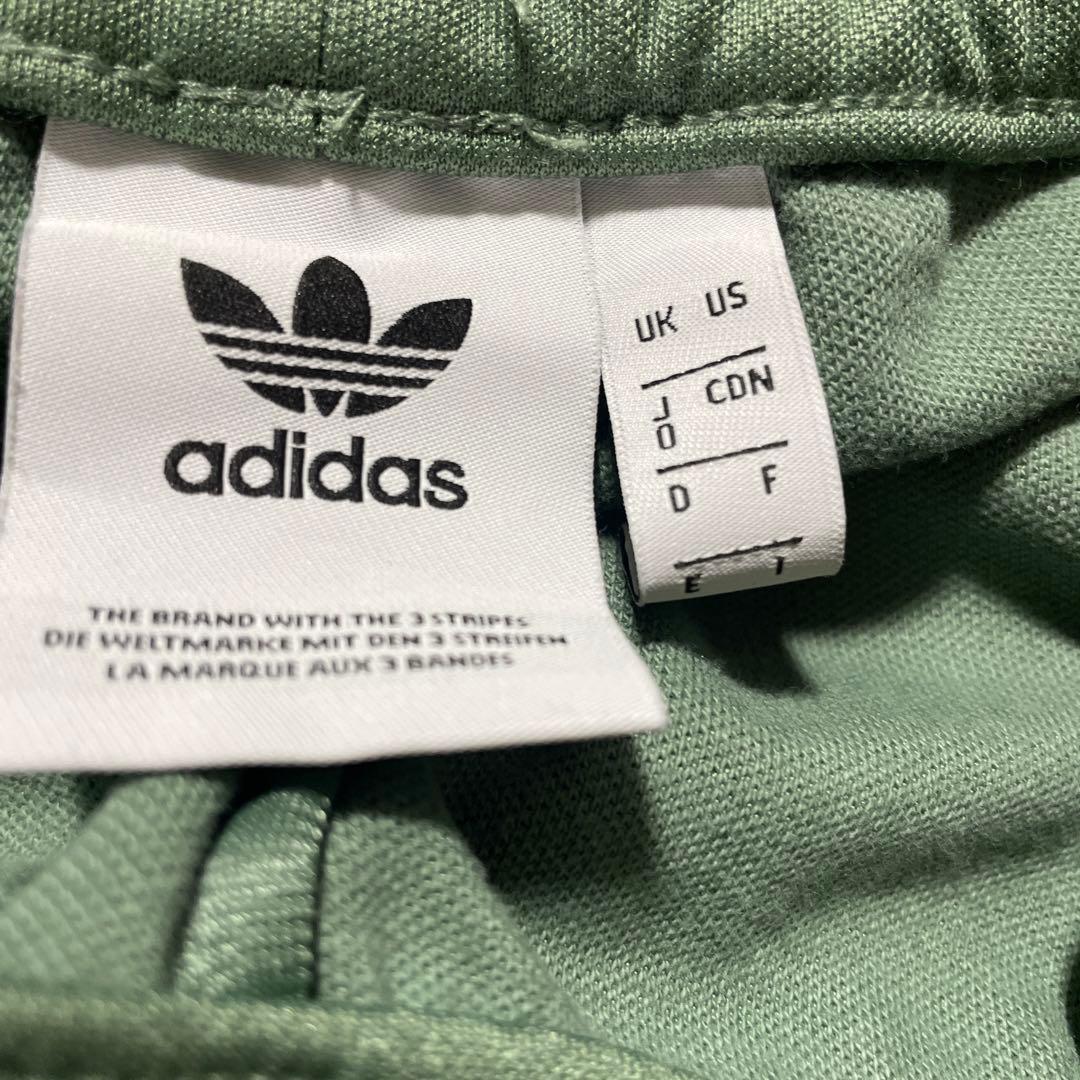 adidas
THE BRAND WITH THE 3 STRIPES
DIE WELTMARKE MIT DEN 3 STREIFEN
LA MARQUE AUX 3 BANDES
UK US
J/O CDN
D F
E I